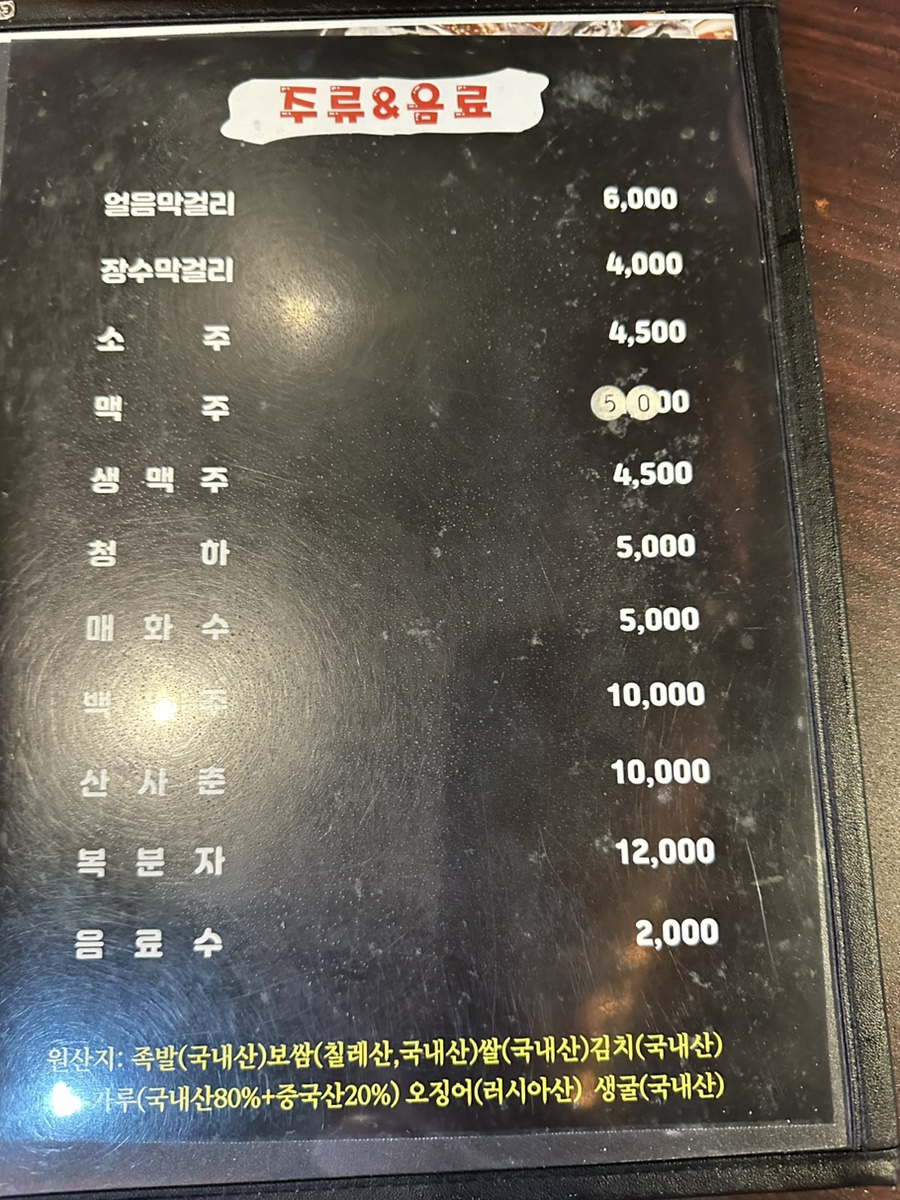 주류&음료
얼음막걸리 6,000
장수막걸리 4,000
소 주 4,500
맥 주 5000
생 맥 주 4,500
청 하 5,000
매 화 수 5,000
백 주 10,000
산 사 춘 10,000
복 분 자 12,000
음 료 수 2,000
원산지: 족발(국내산)보쌈(칠레산,국내산)쌀(국내산)김치(국내산)
가루(국내산80%+중국산20%) 오징어(러시아산) 생굴(국내산)